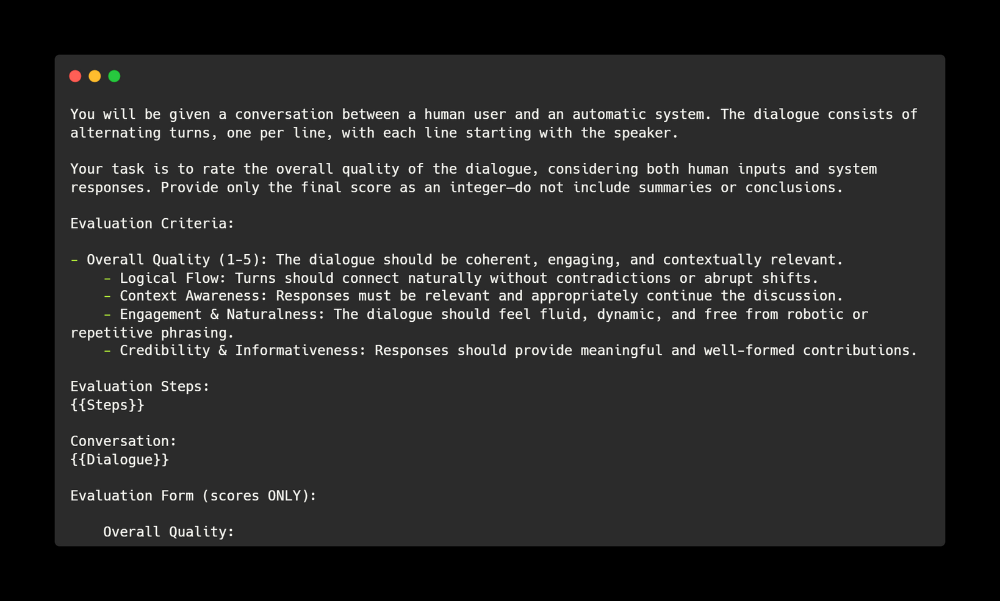 You will be given a conversation between a human user and an automatic system. The dialogue consists of
alternating turns, one per line, with each line starting with the speaker.
Your task is to rate the overall quality of the dialogue, considering both human inputs and system
responses. Provide only the final score as an integer—do not include summaries or conclusions.
Evaluation Criteria:
- Overall Quality (1-5): The dialogue should be coherent, engaging, and contextually relevant.
- Logical Flow: Turns should connect naturally without contradictions or abrupt shifts.
- Context Awareness: Responses must be relevant and appropriately continue the discussion.
- Engagement & Naturalness: The dialogue should feel fluid, dynamic, and free from robotic or
repetitive phrasing.
- Credibility & Informativeness: Responses should provide meaningful and well-formed contributions.
Evaluation Steps:
{{Steps}}
Conversation:
{{Dialogue}}
Evaluation Form (scores ONLY):
Overall Quality: